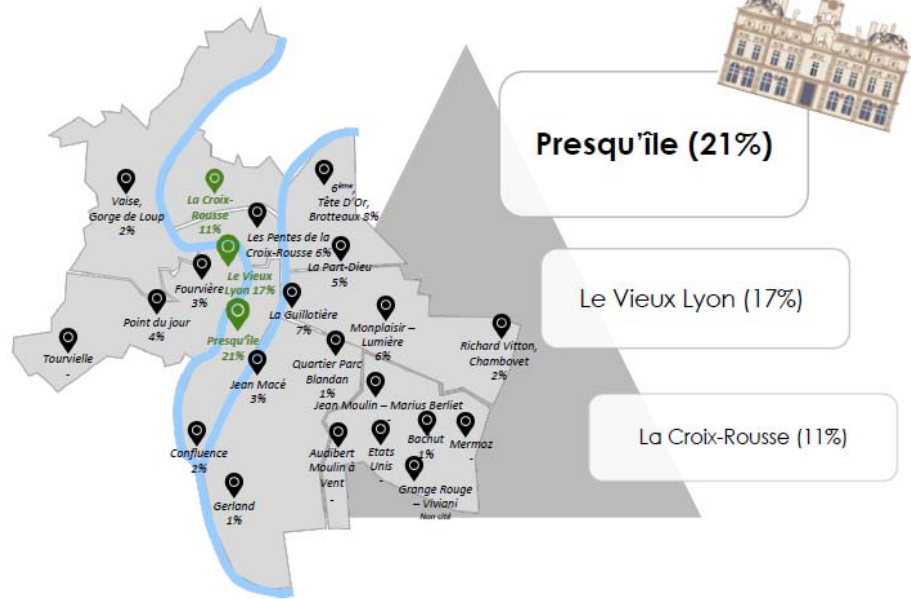 Presqu'île (21%)
Le Vieux Lyon (17%)
La Croix-Rousse (11%)
Vaise,
Gorge de Loup
2%
La Croix-
Rousse
11%
6ème,
Tête D'Or,
Brotteaux 8%
Les Pentes de la
Croix-Rousse 6%
La Part-Dieu
5%
Le Vieux
Lyon 17%
Fourvière
3%
Point du jour
4%
Tourvielle
-
Presqu'île
21%
La Guillotière
7%
Monplaisir –
Lumière
6%
Richard Vitton,
Chambovet
2%
Quartier Parc
Blandan
1%
Jean Macé
3%
Jean Moulin – Marius Berliet
-
Bachut
1%
Mermoz
-
Etats
Unis
-
Audibert
Moulin à
Vent
-
Grange Rouge
– Viviani
Non cité
Confluence
2%
Gerland
1%